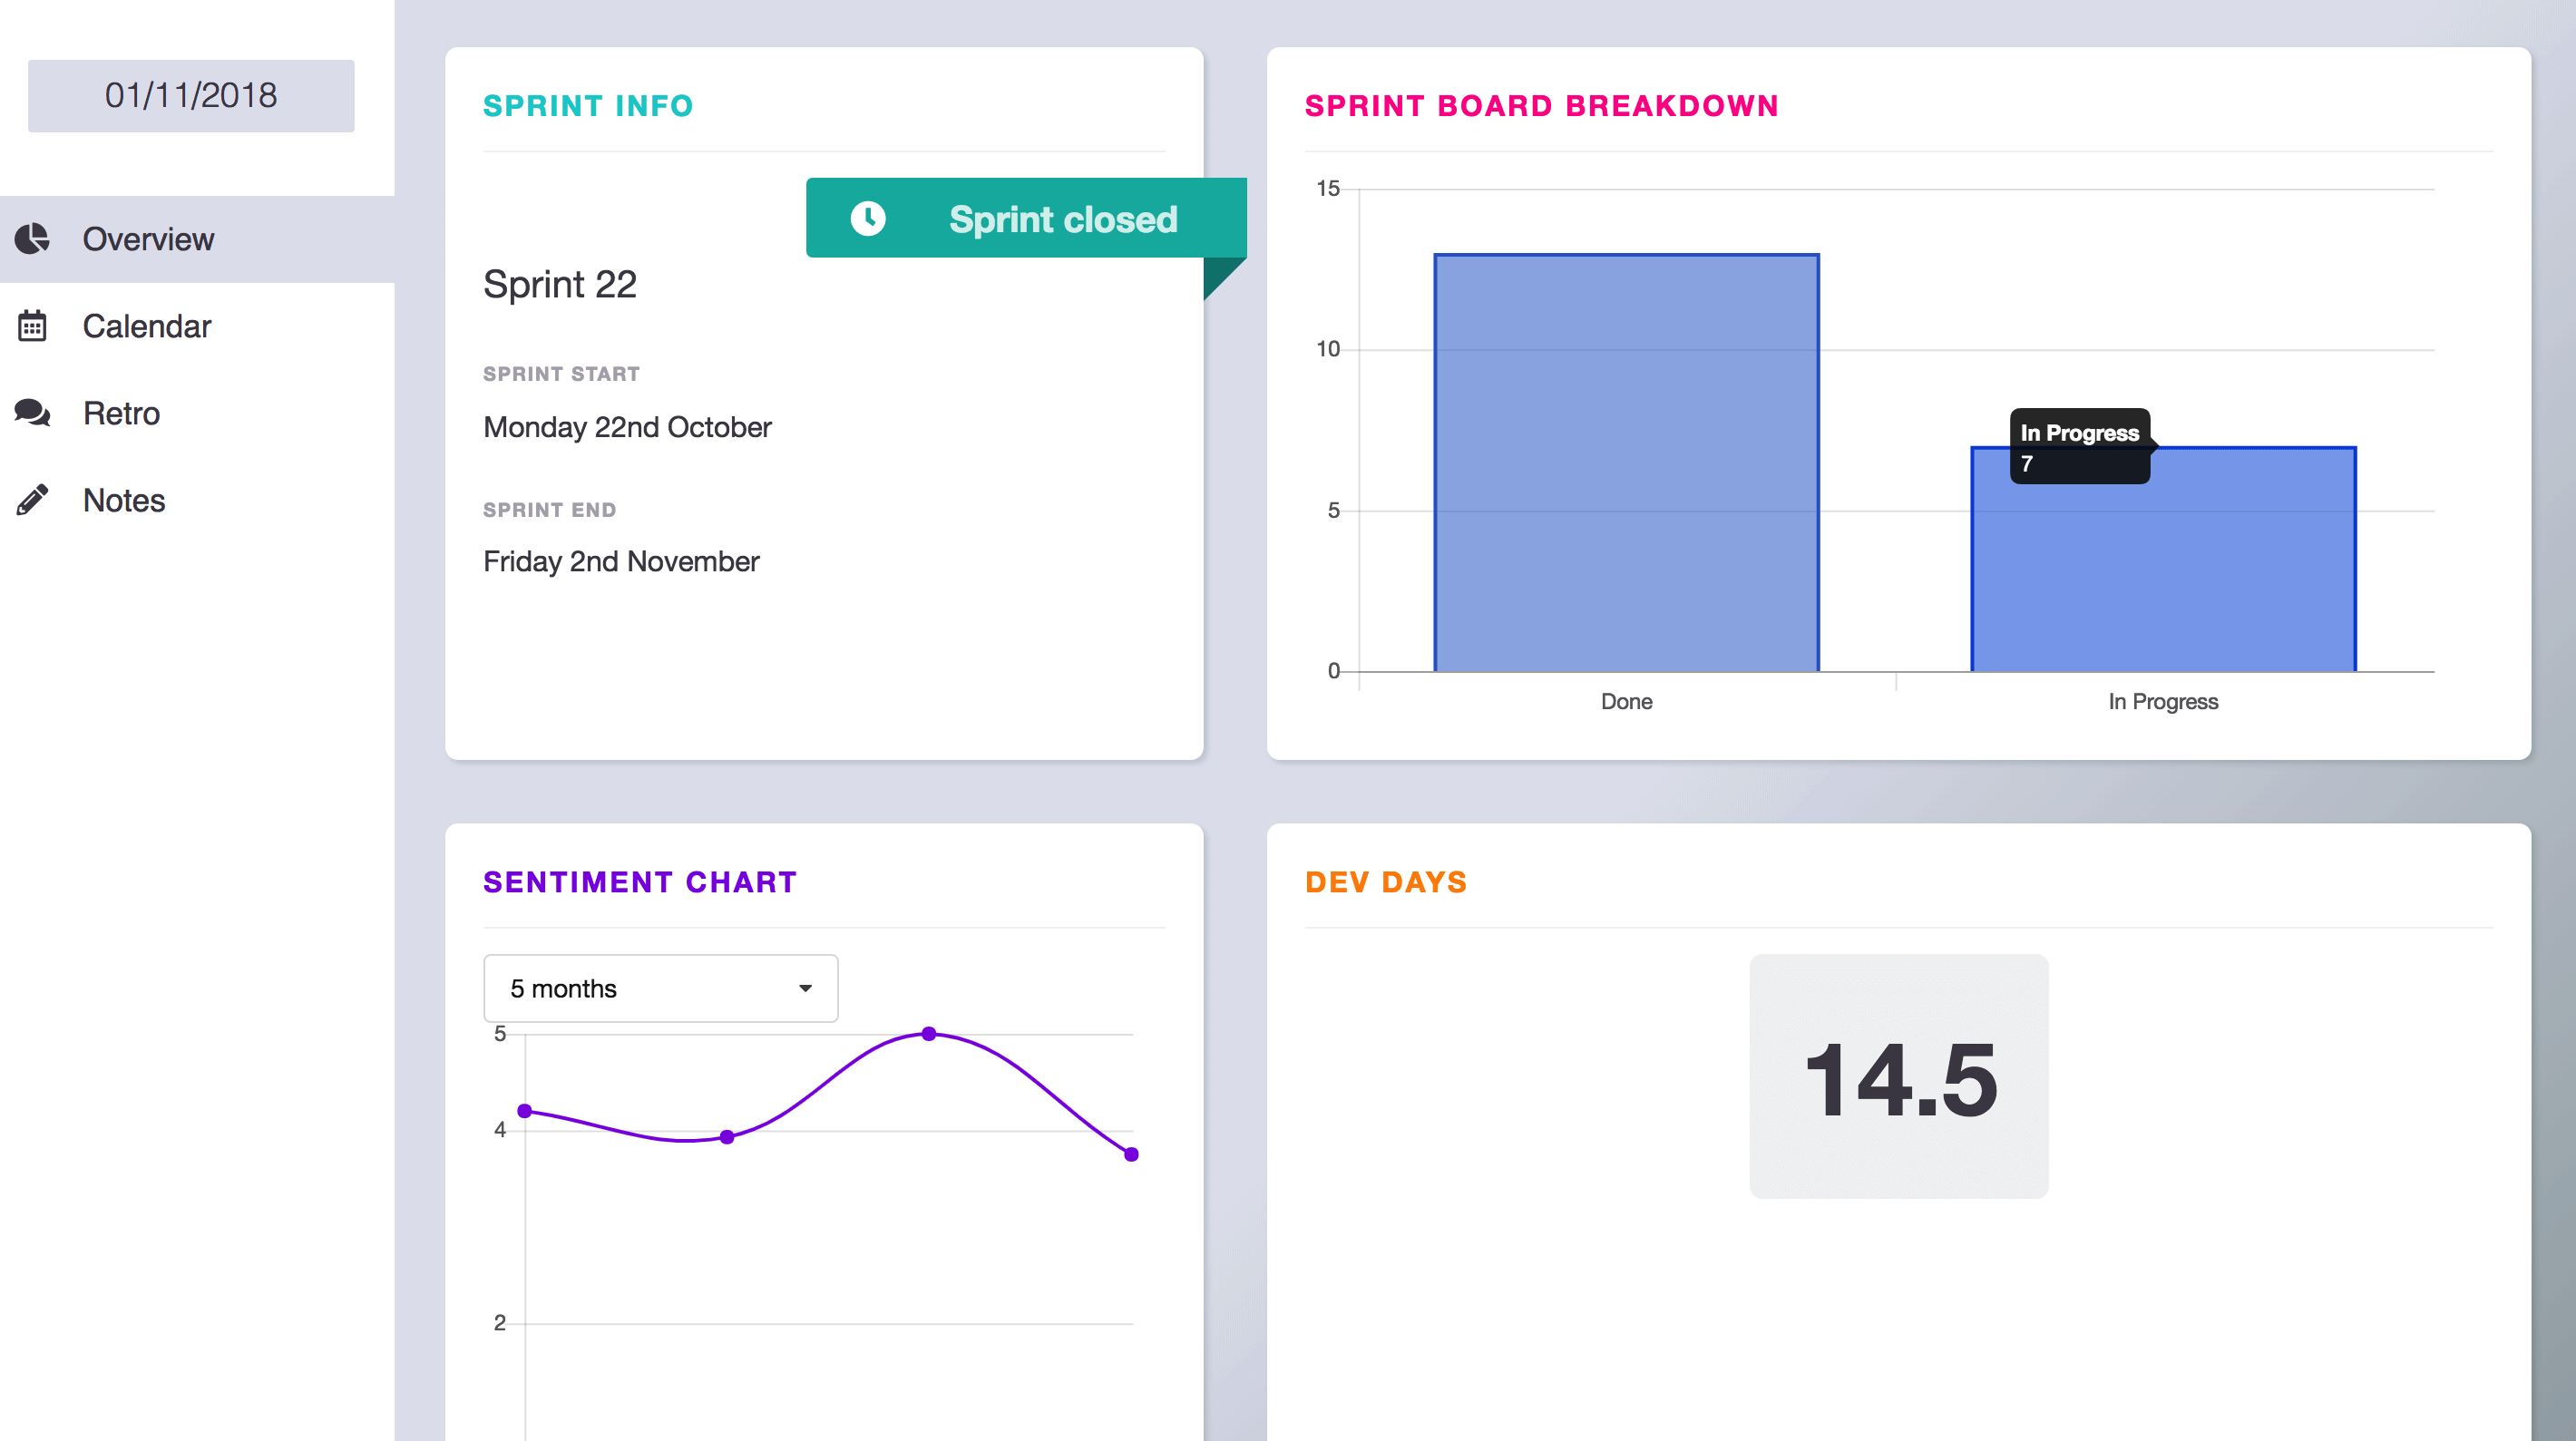 01/11/2018
Overview
Calendar
Retro
Notes
SPRINT INFO
Sprint closed
Sprint 22
SPRINT START
Monday 22nd October
SPRINT END
Friday 2nd November
SPRINT BOARD BREAKDOWN
15
10
5
0
In Progress
7
Done
In Progress
SENTIMENT CHART
5 months
5
4
2
DEV DAYS
14.5